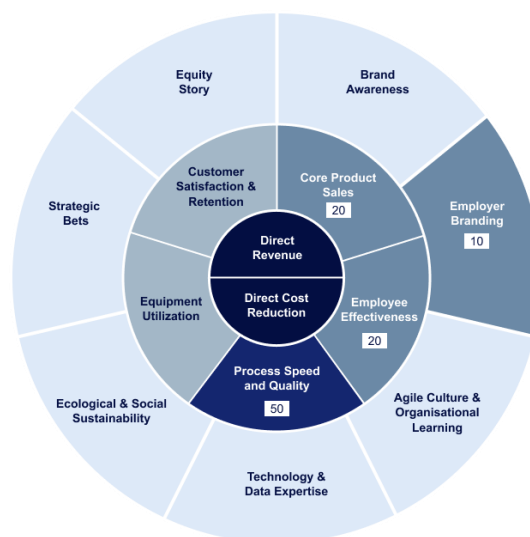 Equity
Story
Brand
Awareness
Strategic
Bets
Customer
Satisfaction &
Retention
Core Product
Sales
20
Employer
Branding
10
Direct
Revenue
Direct Cost
Reduction
Equipment
Utilization
Employee
Effectiveness
20
Process Speed
and Quality
50
Ecological & Social
Sustainability
Agile Culture &
Organisational
Learning
Technology &
Data Expertise